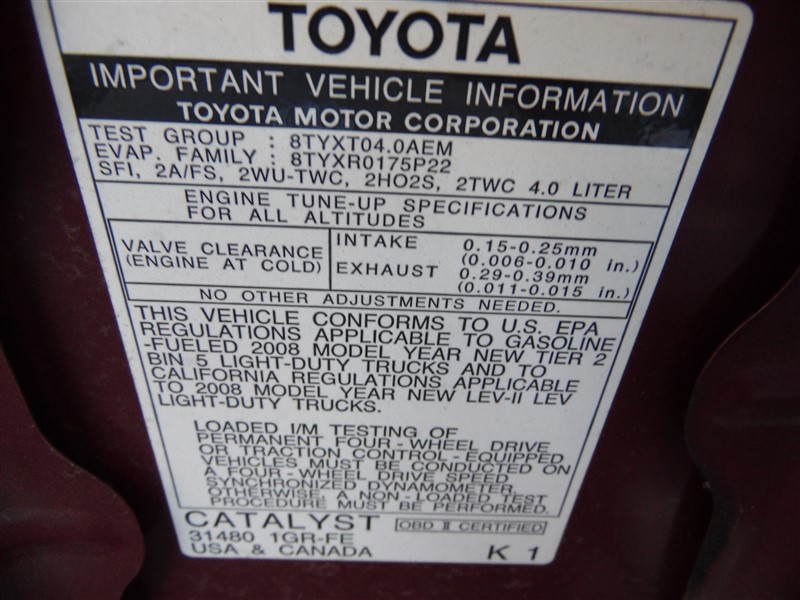 TOYOTA
IMPORTANT VEHICLE INFORMATION
TOYOTA MOTOR CORPORATION
TEST GROUP : 8TYXT04.0AEM
EVAP. FAMILY : 8TYXR0175P22
SFI, 2A/FS, 2WU-TWC, 2HO2S, 2TWC 4.0 LITER
ENGINE TUNE-UP SPECIFICATIONS
FOR ALL ALTITUDES
VALVE CLEARANCE
(ENGINE AT COLD)
INTAKE 0.15-0.25mm
(0.006-0.010 in.)
EXHAUST 0.29-0.39mm
(0.011-0.015 in.)
NO OTHER ADJUSTMENTS NEEDED.
THIS VEHICLE CONFORMS TO U.S. EPA
REGULATIONS APPLICABLE TO GASOLINE
-FUELED 2008 MODEL YEAR NEW TIER 2
BIN 5 LIGHT-DUTY TRUCKS AND TO
CALIFORNIA REGULATIONS APPLICABLE
TO 2008 MODEL YEAR NEW LEV-II LEV
LIGHT-DUTY TRUCKS.
LOADED I/M TESTING OF
PERMANENT FOUR-WHEEL DRIVE
OR TRACTION CONTROL-EQUIPPED
VEHICLES MUST BE CONDUCTED ON
A FOUR-WHEEL DRIVE SPEED
SYNCHRONIZED DYNAMOMETER.
OTHERWISE, A NON-LOADED TEST
PROCEDURE MUST BE PERFORMED.
CATALYST OBD II CERTIFIED
31480 1GR-FE
USA & CANADA K 1